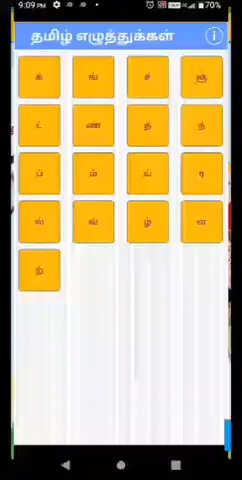 9:09 PM 70%
தமிழ் எழுத்துக்கள்
க் ங் ச் ஞ
ட் ண் த் ந்
ப் ம் ய் ர
ல் வ் ழ் ள
ற்